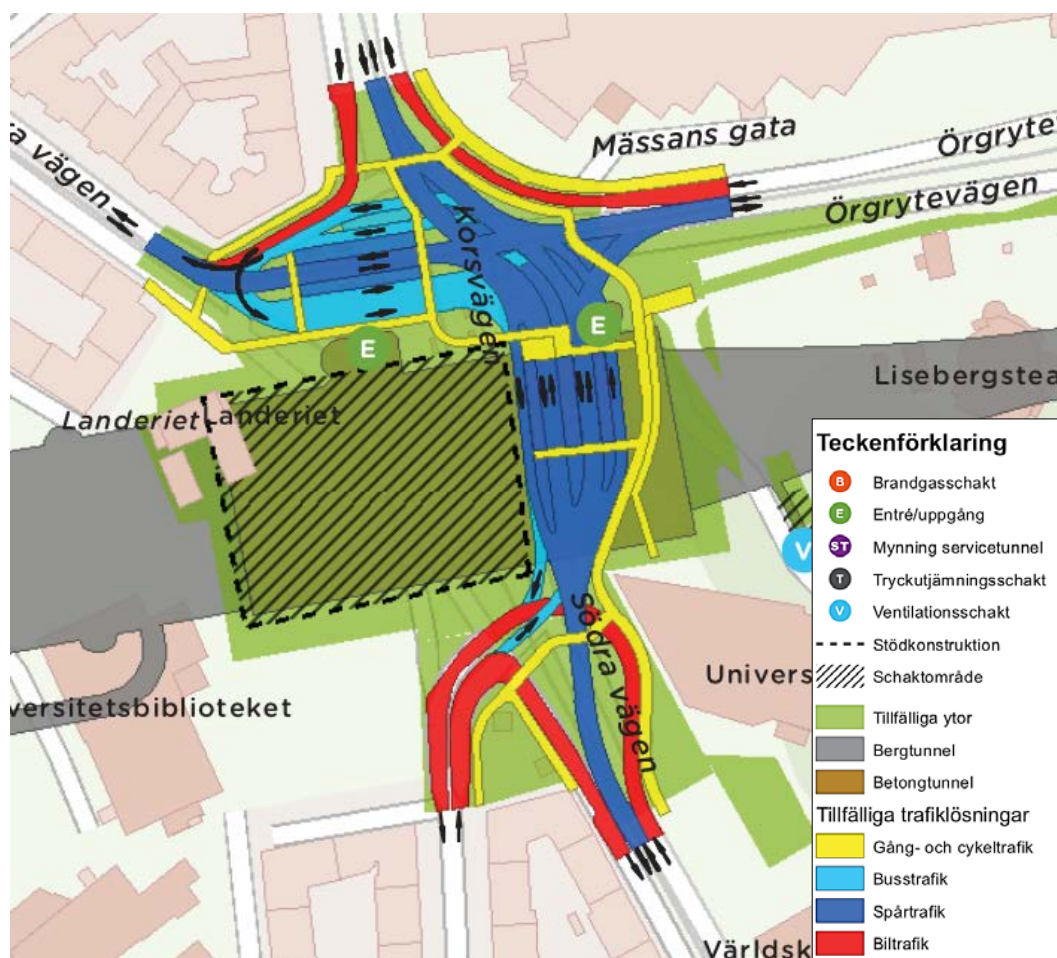 Mässans gata
Örgryte
Örgrytevägen
a vägen
Korsvägen
E
E
Lisebergstea
Landeriet
Landeriet
V
Södra vägen
Univers
versitetsbiblioteket
Världsk
Teckenförklaring
B Brandgasschakt
E Entré/uppgång
ST Mynning servicetunnel
T Tryckutjämningsschakt
V Ventilationsschakt
Stödkonstruktion
Schaktområde
Tillfälliga ytor
Bergtunnel
Betongtunnel
Tillfälliga trafiklösningar
Gång- och cykeltrafik
Busstrafik
Spårtrafik
Biltrafik